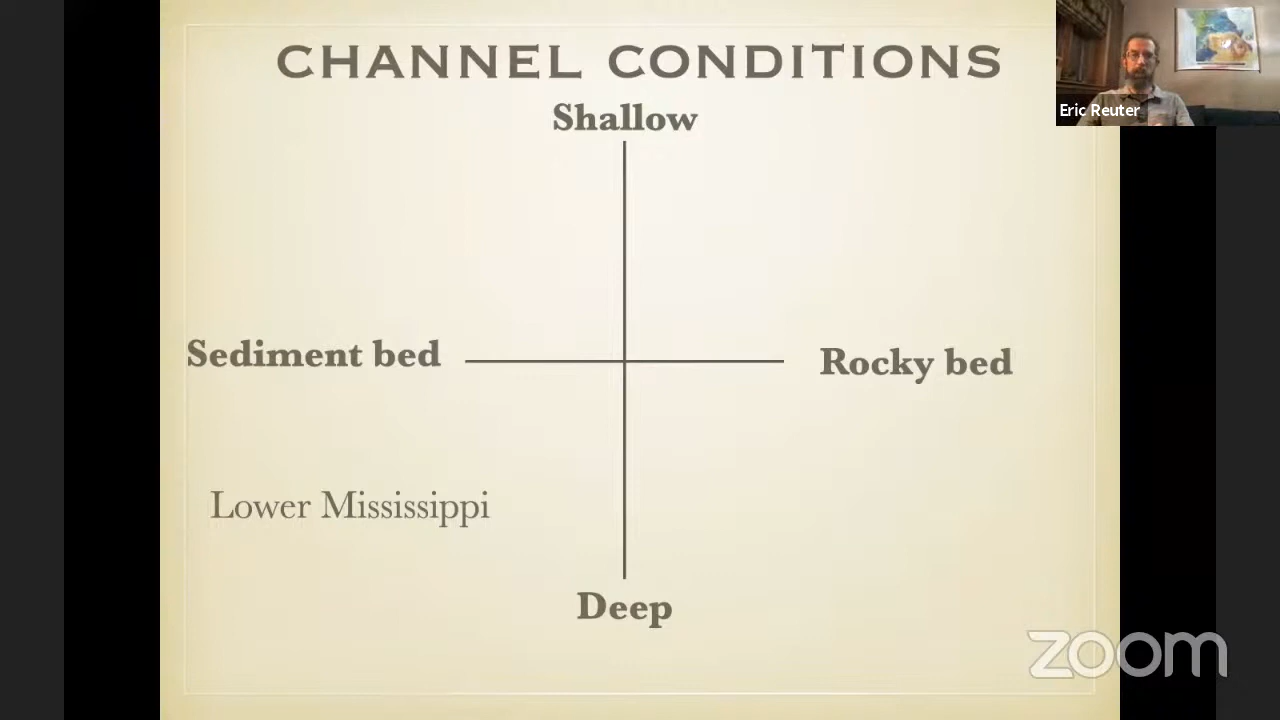 CHANNEL CONDITIONS
Shallow
Eric Reuter
Sediment bed
Rocky bed
Lower Mississippi
Deep
zoom